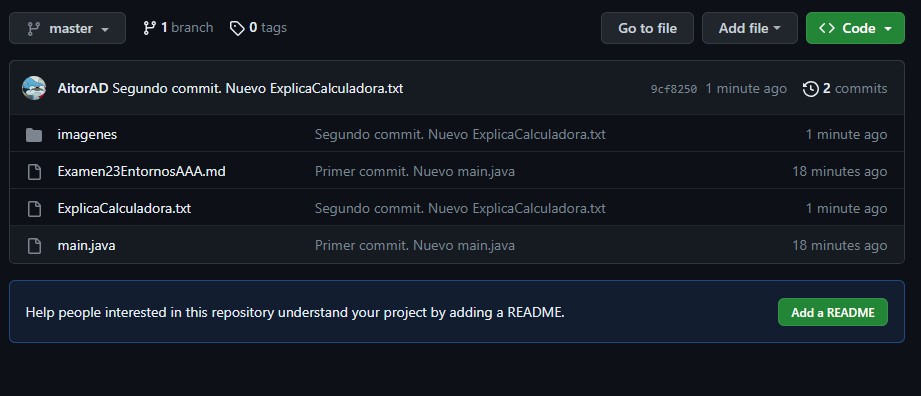 master 1 branch 0 tags Go to file Add file Code
AitorAD Segundo commit. Nuevo ExplicaCalculadora.txt 9cf8250 1 minute ago 2 commits
imagenes Segundo commit. Nuevo ExplicaCalculadora.txt 1 minute ago
Examen23EntornosAAA.md Primer commit. Nuevo main.java 18 minutes ago
ExplicaCalculadora.txt Segundo commit. Nuevo ExplicaCalculadora.txt 1 minute ago
main.java Primer commit. Nuevo main.java 18 minutes ago
Help people interested in this repository understand your project by adding a README. Add a README